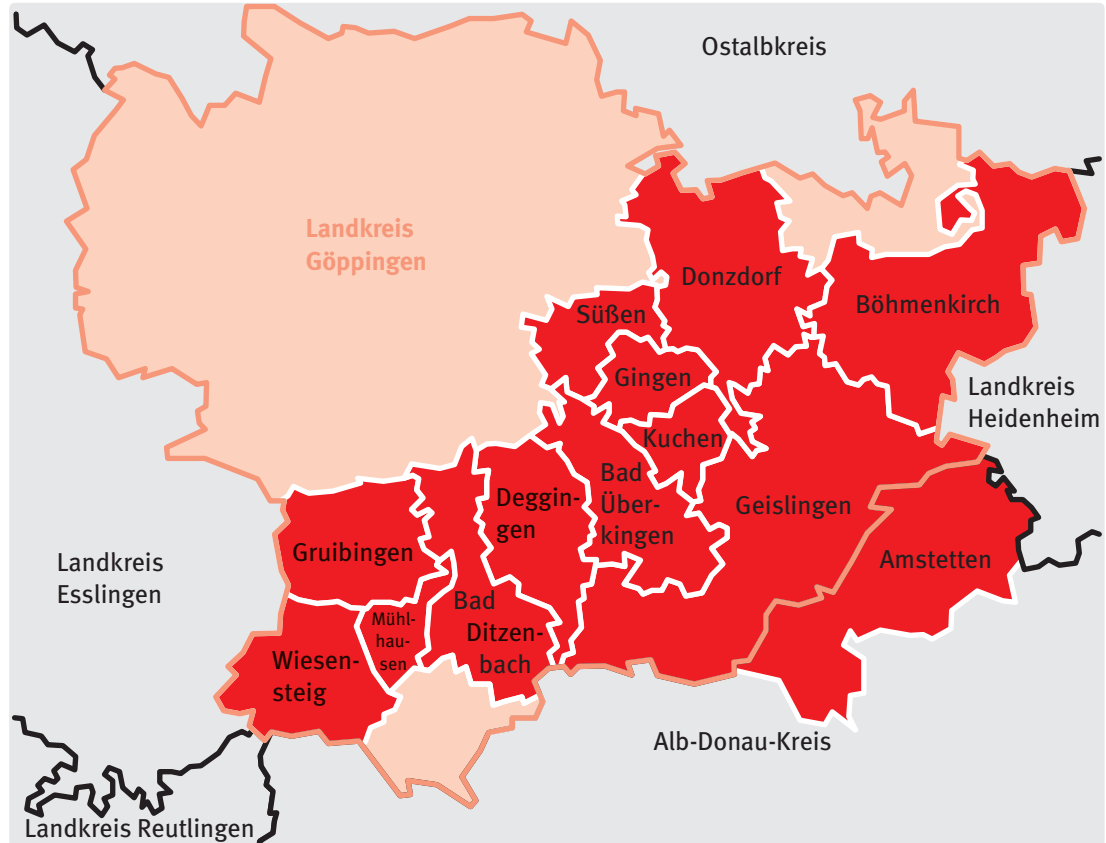 Ostalbkreis
Landkreis
Göppingen
Donzdorf
Böhmenkirch
Süßen
Gingen
Landkreis
Heidenheim
Kuchen
Bad
Über-
kingen
Deggin-
gen
Geislingen
Gruibingen
Amstetten
Landkreis
Esslingen
Bad
Ditzen-
bach
Mühl-
hau-
sen
Wiesen-
steig
Alb-Donau-Kreis
Landkreis Reutlingen